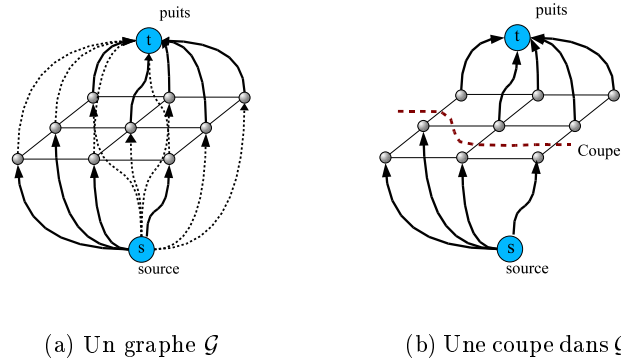 puits
t
s
source
(a) Un graphe 𝒢
puits
t
Coupe
s
source
(b) Une coupe dans 𝒢